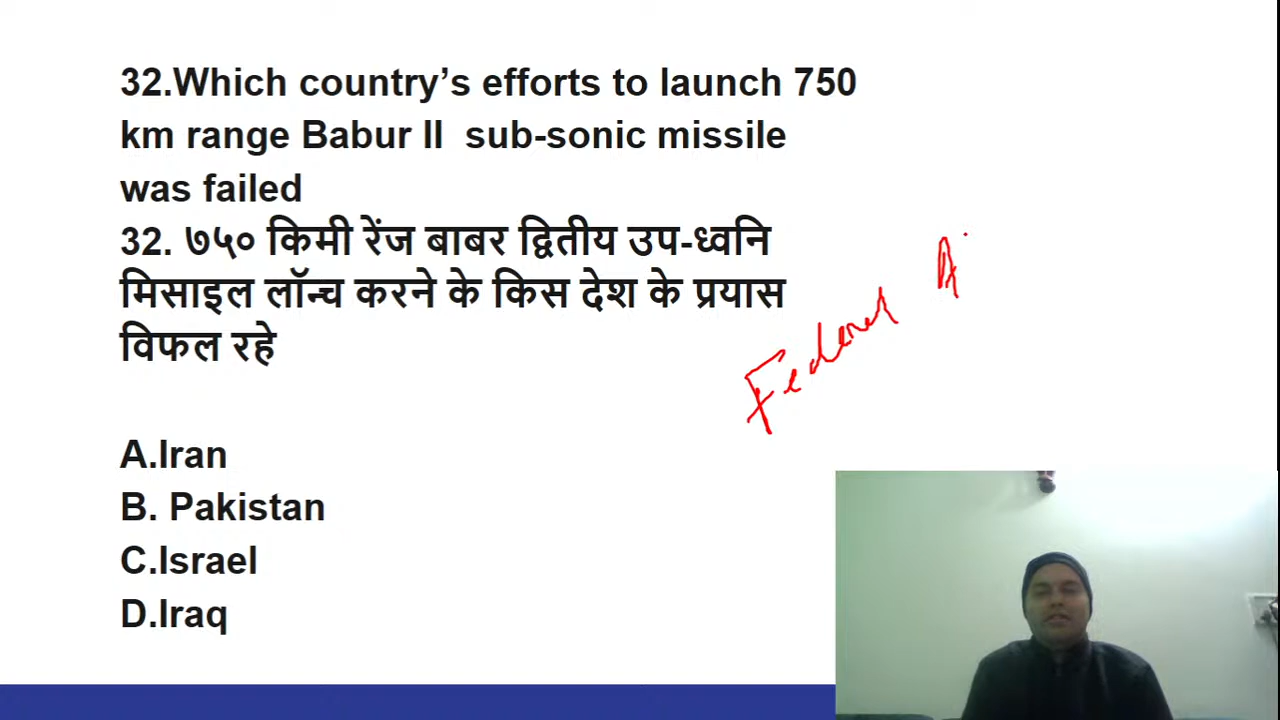 32.Which country’s efforts to launch 750
km range Babur II sub-sonic missile
was failed
32. ७५० किमी रेंज बाबर द्वितीय उप-ध्वनि
मिसाइल लॉन्च करने के किस देश के प्रयास
विफल रहे
Federal A
A.Iran
B. Pakistan
C.Israel
D.Iraq